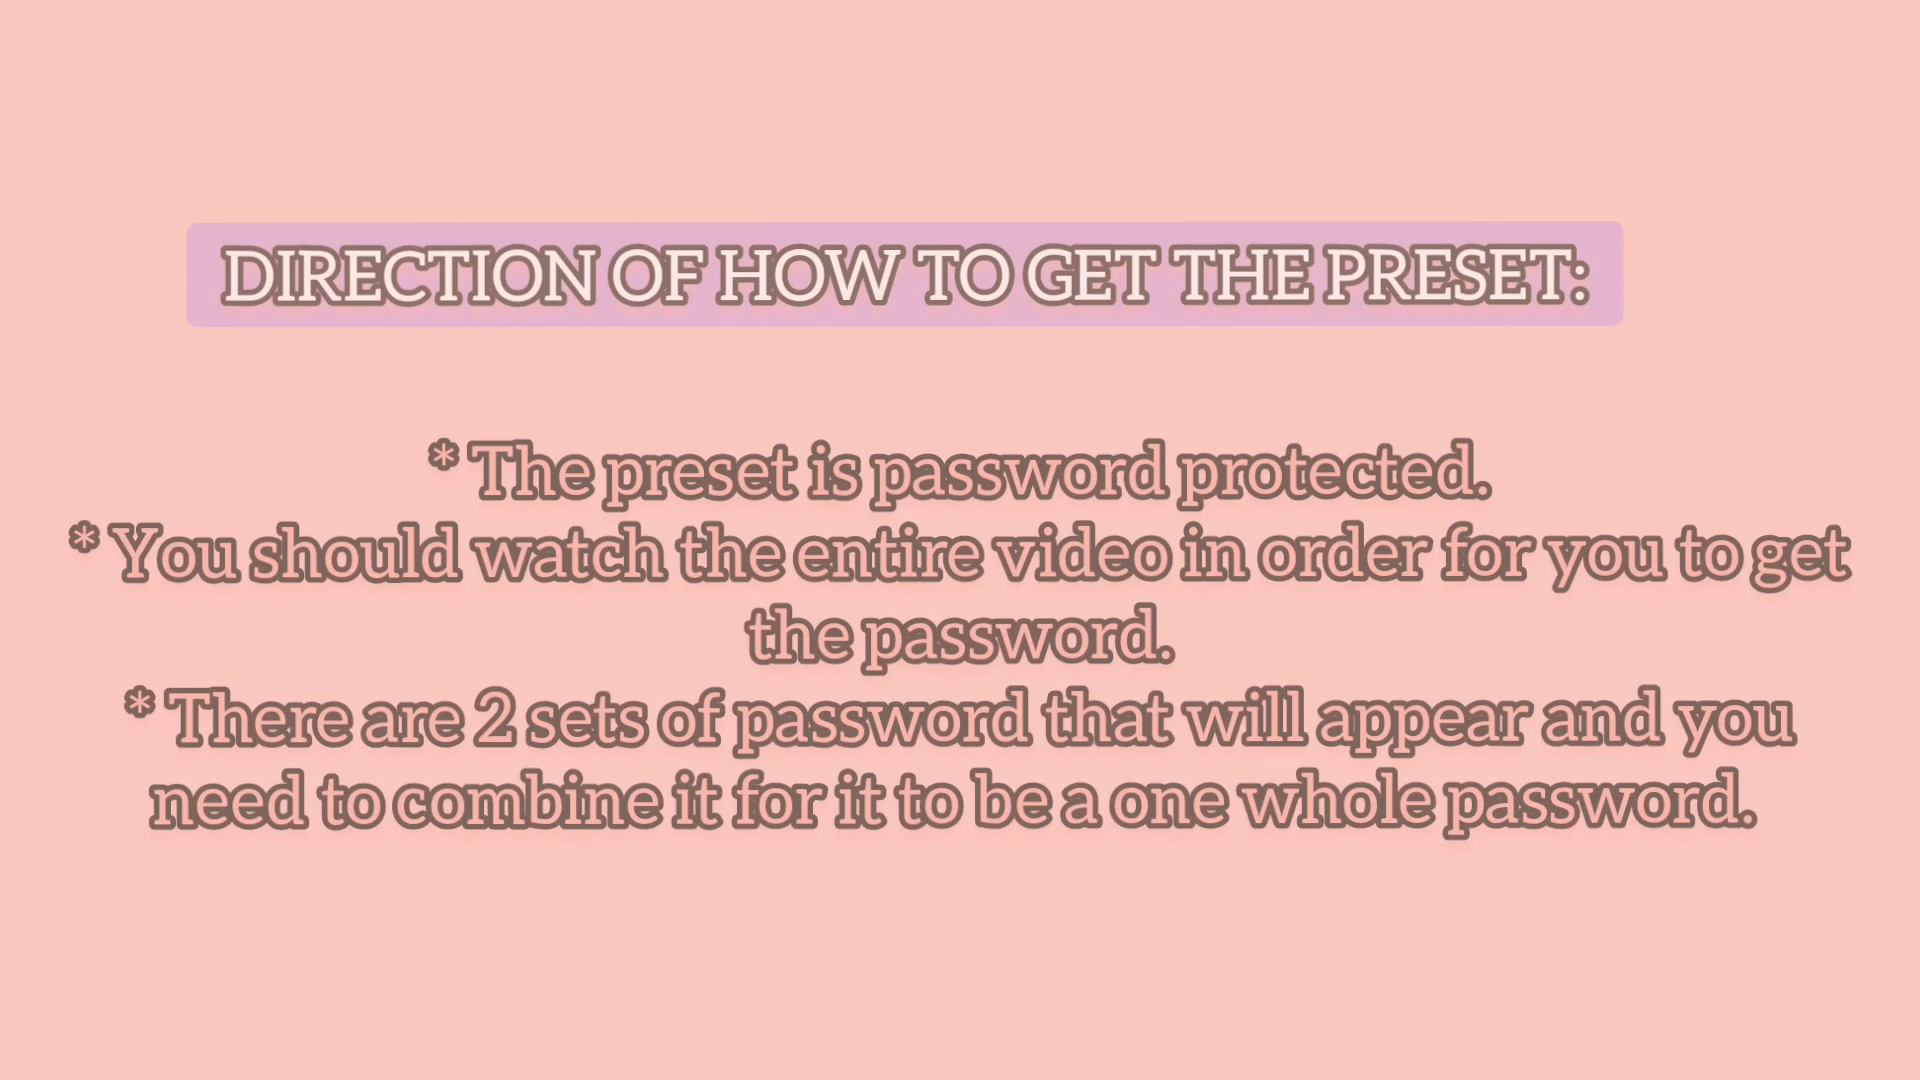 DIRECTION OF HOW TO GET THE PRESET:
* The preset is password protected.
* You should watch the entire video in order for you to get
the password.
* There are 2 sets of password that will appear and you
need to combine it for it to be a one whole password.